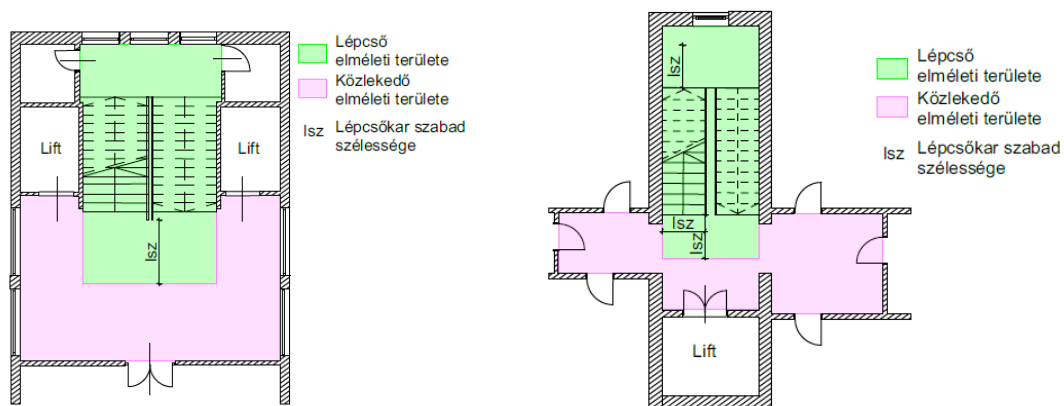 Lépcső
elméleti területe
Közlekedő
elméleti területe
lsz Lépcsőkar szabad
szélessége
Lift
Lift
lsz
Lépcső
elméleti területe
Közlekedő
elméleti területe
lsz Lépcsőkar szabad
szélessége
lsz
lsz
lsz
Lift